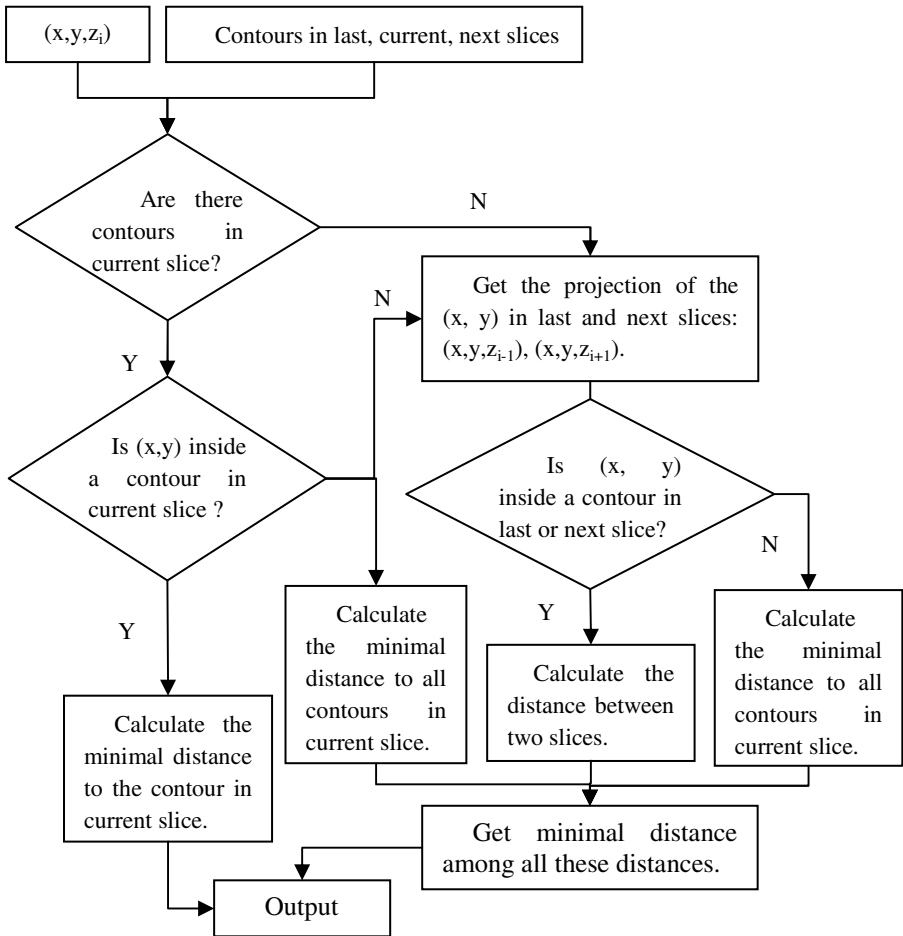 (x,y,zi)
Contours in last, current, next slices
Are there
contours in
current slice?
N
Get the projection of the
(x, y) in last and next slices:
(x,y,zi-1), (x,y,zi+1).
N
Y
Is (x,y) inside
a contour in
current slice ?
Is (x, y)
inside a contour in
last or next slice?
N
Y
Y
Calculate
the minimal
distance to all
contours in
current slice.
Calculate the
distance between
two slices.
Calculate
the minimal
distance to all
contours in
current slice.
Calculate the
minimal distance
to the contour in
current slice.
Get minimal distance
among all these distances.
Output